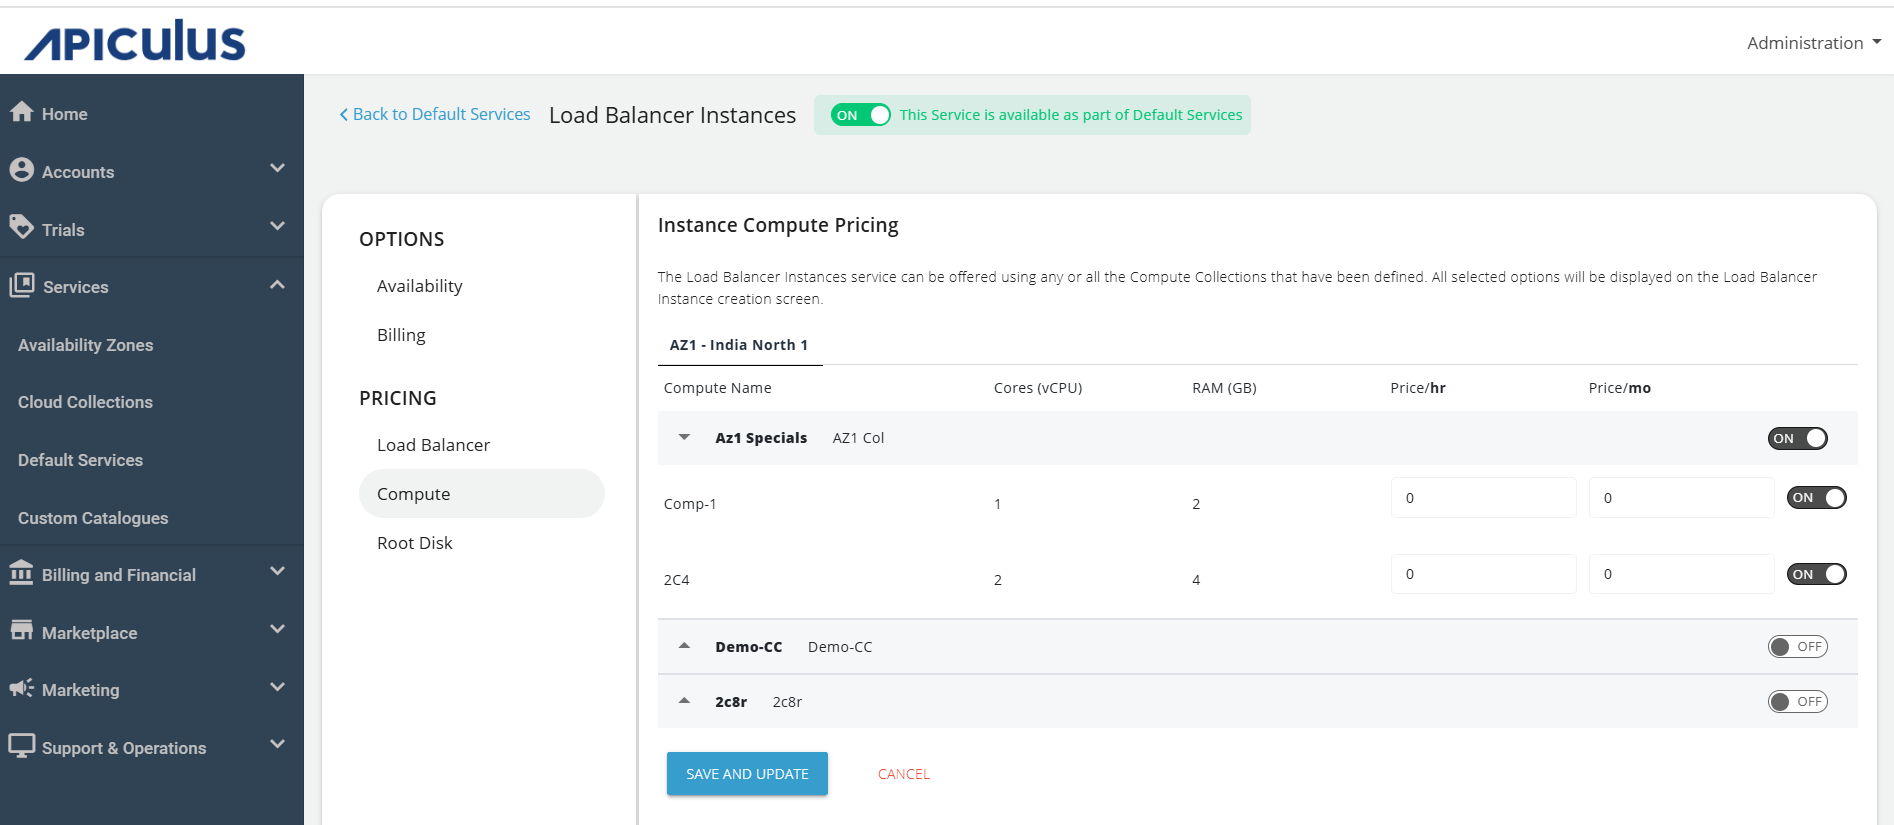 APICULUS
Administration
Home
Accounts
Trials
Services
Availability Zones
Cloud Collections
Default Services
Custom Catalogues
Billing and Financial
Marketplace
Marketing
Support & Operations
Back to Default Services Load Balancer Instances ON This Service is available as part of Default Services
OPTIONS
Availability
Billing
PRICING
Load Balancer
Compute
Root Disk
Instance Compute Pricing
The Load Balancer Instances service can be offered using any or all the Compute Collections that have been defined. All selected options will be displayed on the Load Balancer
Instance creation screen.
AZ1 - India North 1
Compute Name Cores (vCPU) RAM (GB) Price/hr Price/mo
Az1 Specials AZ1 Col ON
Comp-1 1 2 0 0 ON
2C4 2 4 0 0 ON
Demo-CC Demo-CC OFF
2c8r 2c8r OFF
SAVE AND UPDATE CANCEL